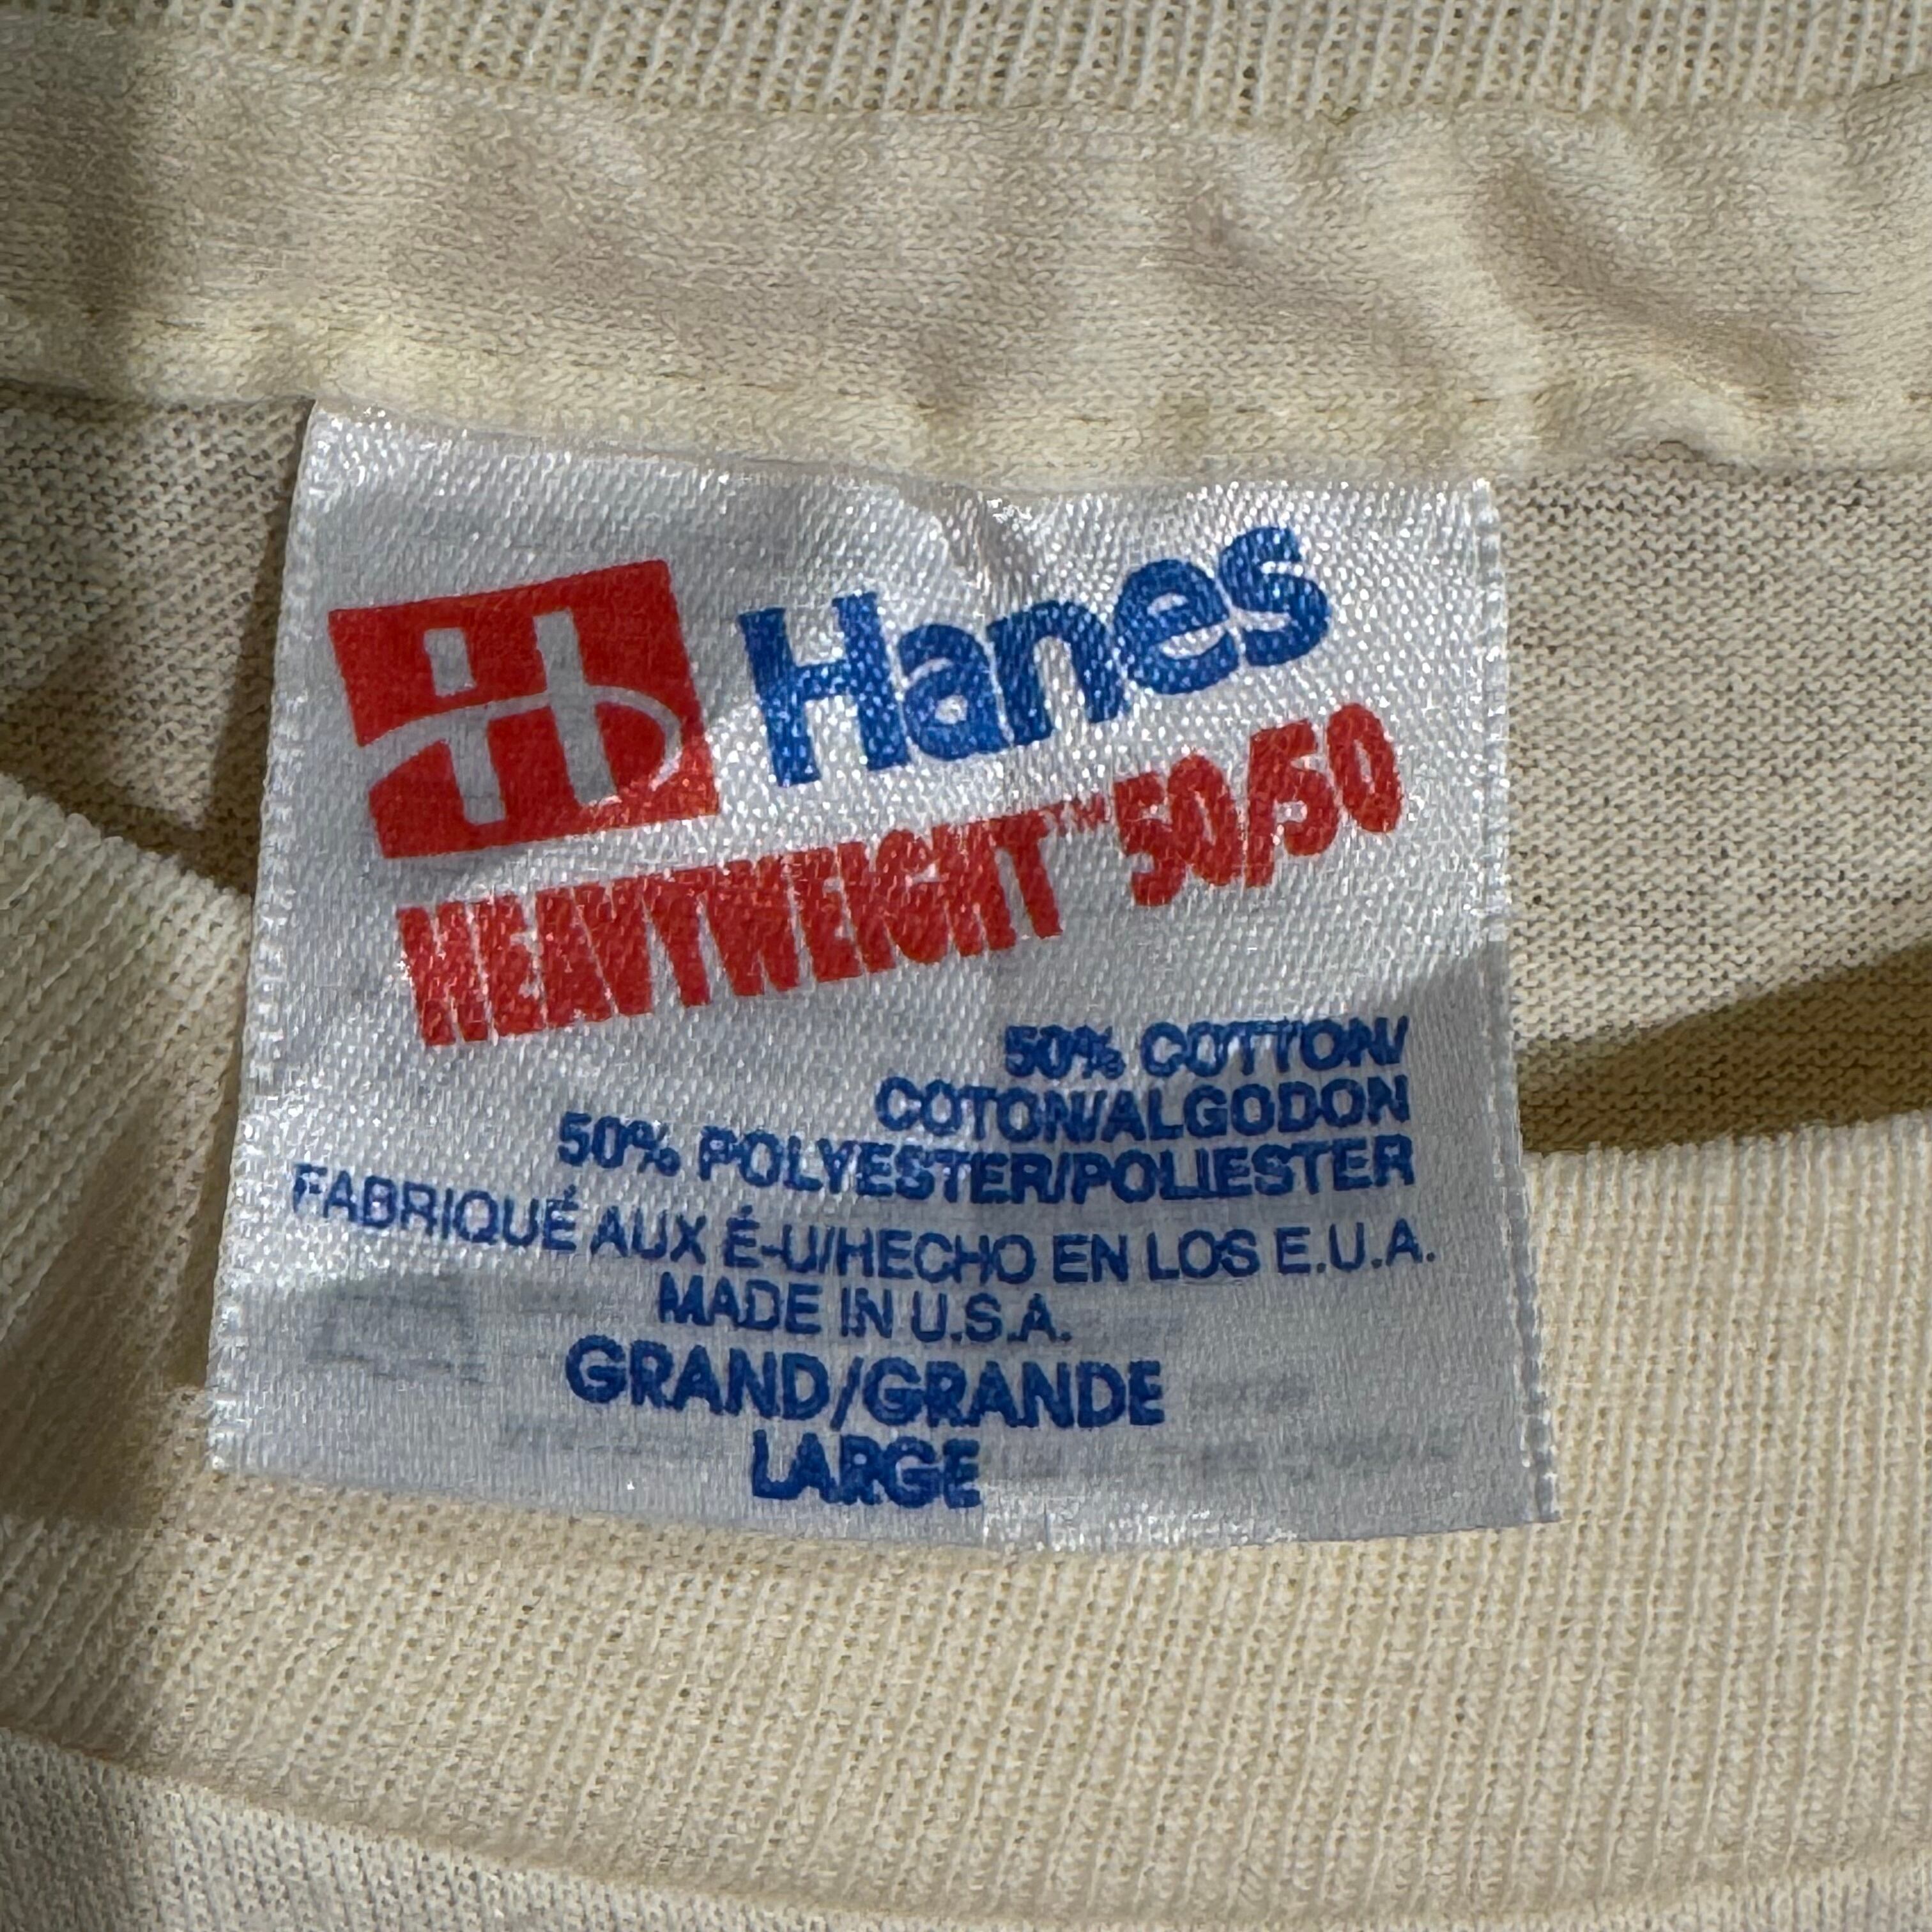 Hanes
HEAVYWEIGHT™ 50/50
50% COTTON/
COTON/ALGODON
50% POLYESTER/POLIESTER
FABRIQUÉ AUX É-U/HECHO EN LOS E.U.A.
MADE IN U.S.A.
GRAND/GRANDE
LARGE